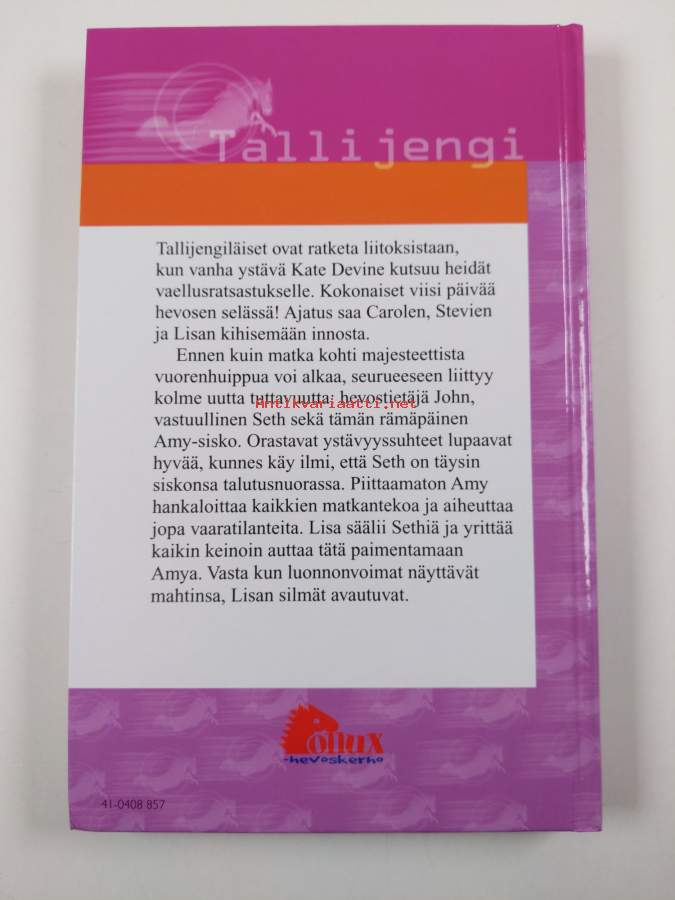 Tallijengi
Tallijengiläiset ovat ratketa liitoksistaan,
kun vanha ystävä Kate Devine kutsuu heidät
vaellusratsastukselle. Kokonaiset viisi päivää
hevosen selässä! Ajatus saa Carolen, Stevien
ja Lisan kihisemään innosta.
Ennen kuin matka kohti majesteettista
vuorenhuippua voi alkaa, seurueeseen liittyy
kolme uutta tuttavuutta: hevostietäjä John,
Antikvariaatti.net
vastuullinen Seth sekä tämän rämäpäinen
Amy-sisko. Orastavat ystävyyssuhteet lupaavat
hyvää, kunnes käy ilmi, että Seth on täysin
siskonsa talutusnuorassa. Piittaamaton Amy
hankaloittaa kaikkien matkantekoa ja aiheuttaa
jopa vaaratilanteita. Lisa säälii Sethiä ja yrittää
kaikin keinoin auttaa tätä paimentamaan
Amya. Vasta kun luonnonvoimat näyttävät
mahtinsa, Lisan silmät avautuvat.
Pollux
-hevoskerho
41-0408 857